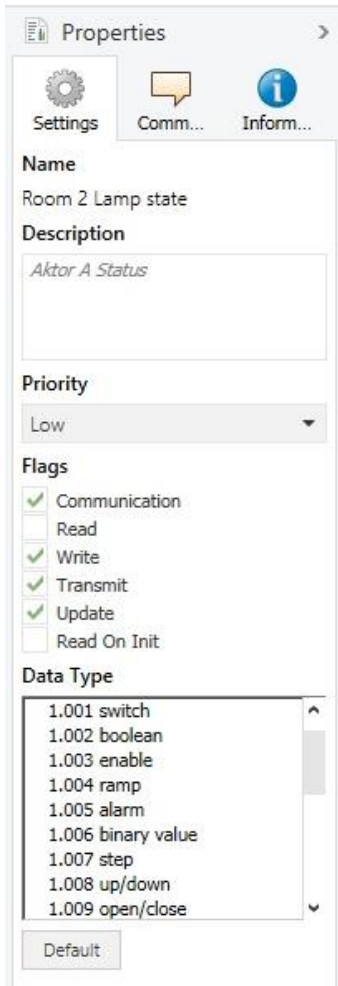 Properties
Settings Comm... Inform...
Name
Room 2 Lamp state
Description
Aktor A Status
Priority
Low
Flags
Communication
Read
Write
Transmit
Update
Read On Init
Data Type
1.001 switch
1.002 boolean
1.003 enable
1.004 ramp
1.005 alarm
1.006 binary value
1.007 step
1.008 up/down
1.009 open/close
Default